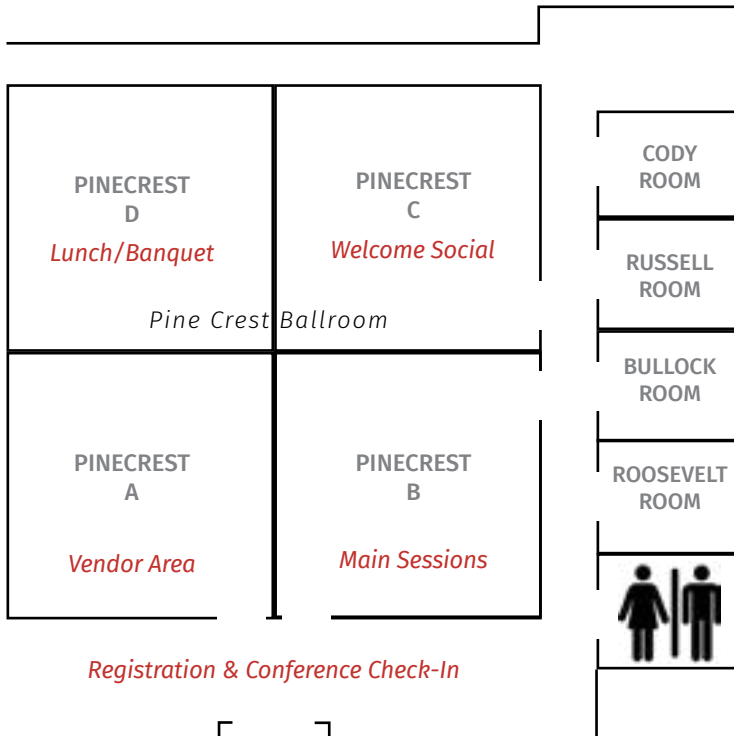 PINECREST
D
Lunch/Banquet
PINECREST
C
Welcome Social
Pine Crest Ballroom
PINECREST
A
Vendor Area
PINECREST
B
Main Sessions
CODY
ROOM
RUSSELL
ROOM
BULLOCK
ROOM
ROOSEVELT
ROOM
Registration & Conference Check-In